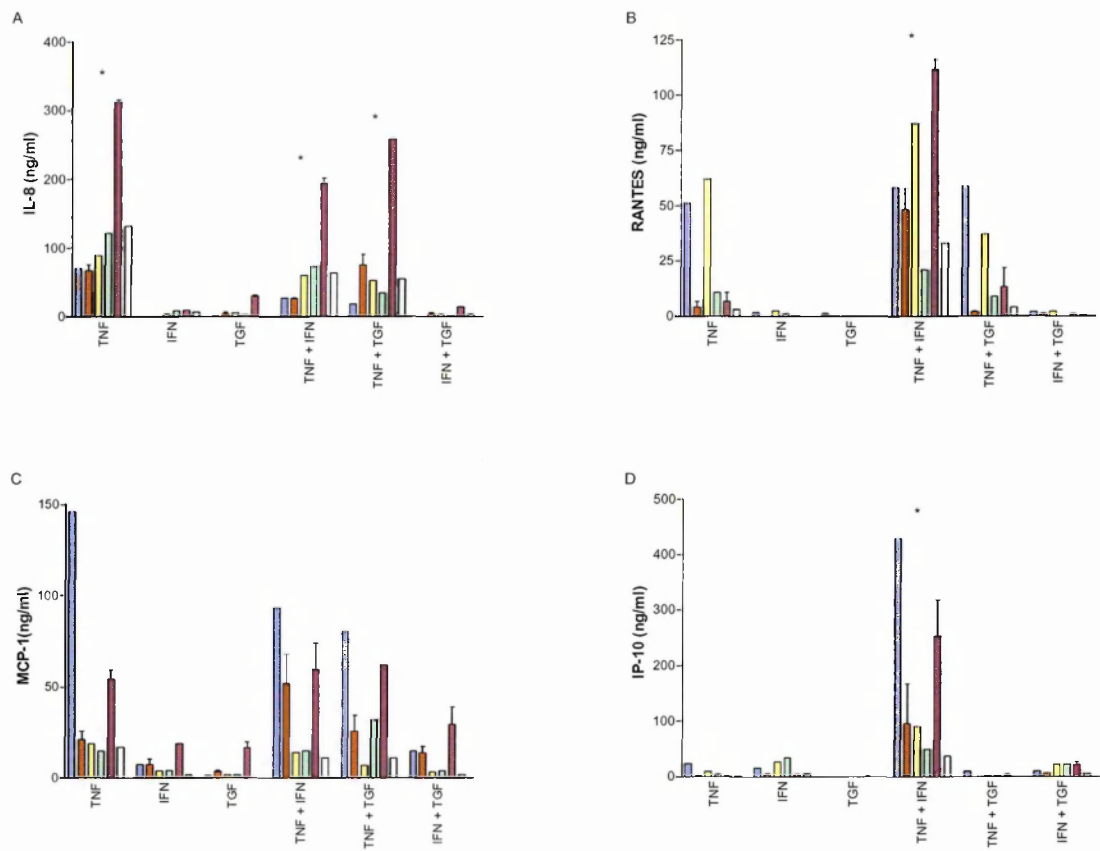 A
400
300
200
100
0
IL-8 (ng/ml)
*
*
*
TNF
IFN
TGF
TNF + IFN
TNF + TGF
IFN + TGF
B
125
100
75
50
25
0
RANTES (ng/ml)
*
TNF
IFN
TGF
TNF + IFN
TNF + TGF
IFN + TGF
C
150
100
50
0
MCP-1(ng/ml)
TNF
IFN
TGF
TNF + IFN
TNF + TGF
IFN + TGF
D
500
400
300
200
100
0
IP-10 (ng/ml)
*
TNF
IFN
TGF
TNF + IFN
TNF + TGF
IFN + TGF